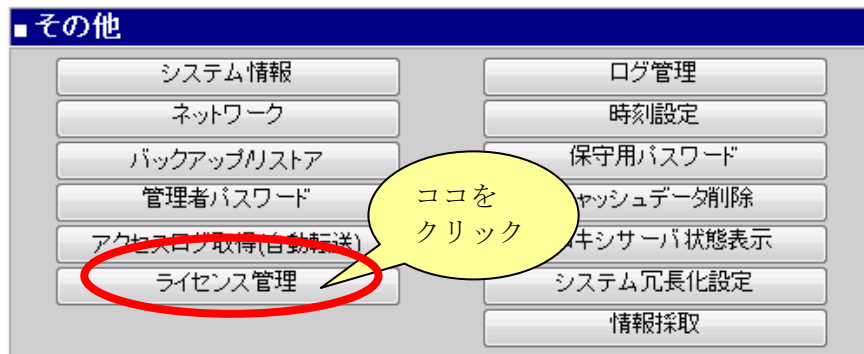 ■その他
システム情報
ログ管理
ネットワーク
時刻設定
バックアップ/リストア
保守用パスワード
管理者パスワード
ャッシュデータ削除
アクセスログ取得(自動転送)
キシサーバ状態表示
ライセンス管理
システム冗長化設定
情報採取
ココを
クリック